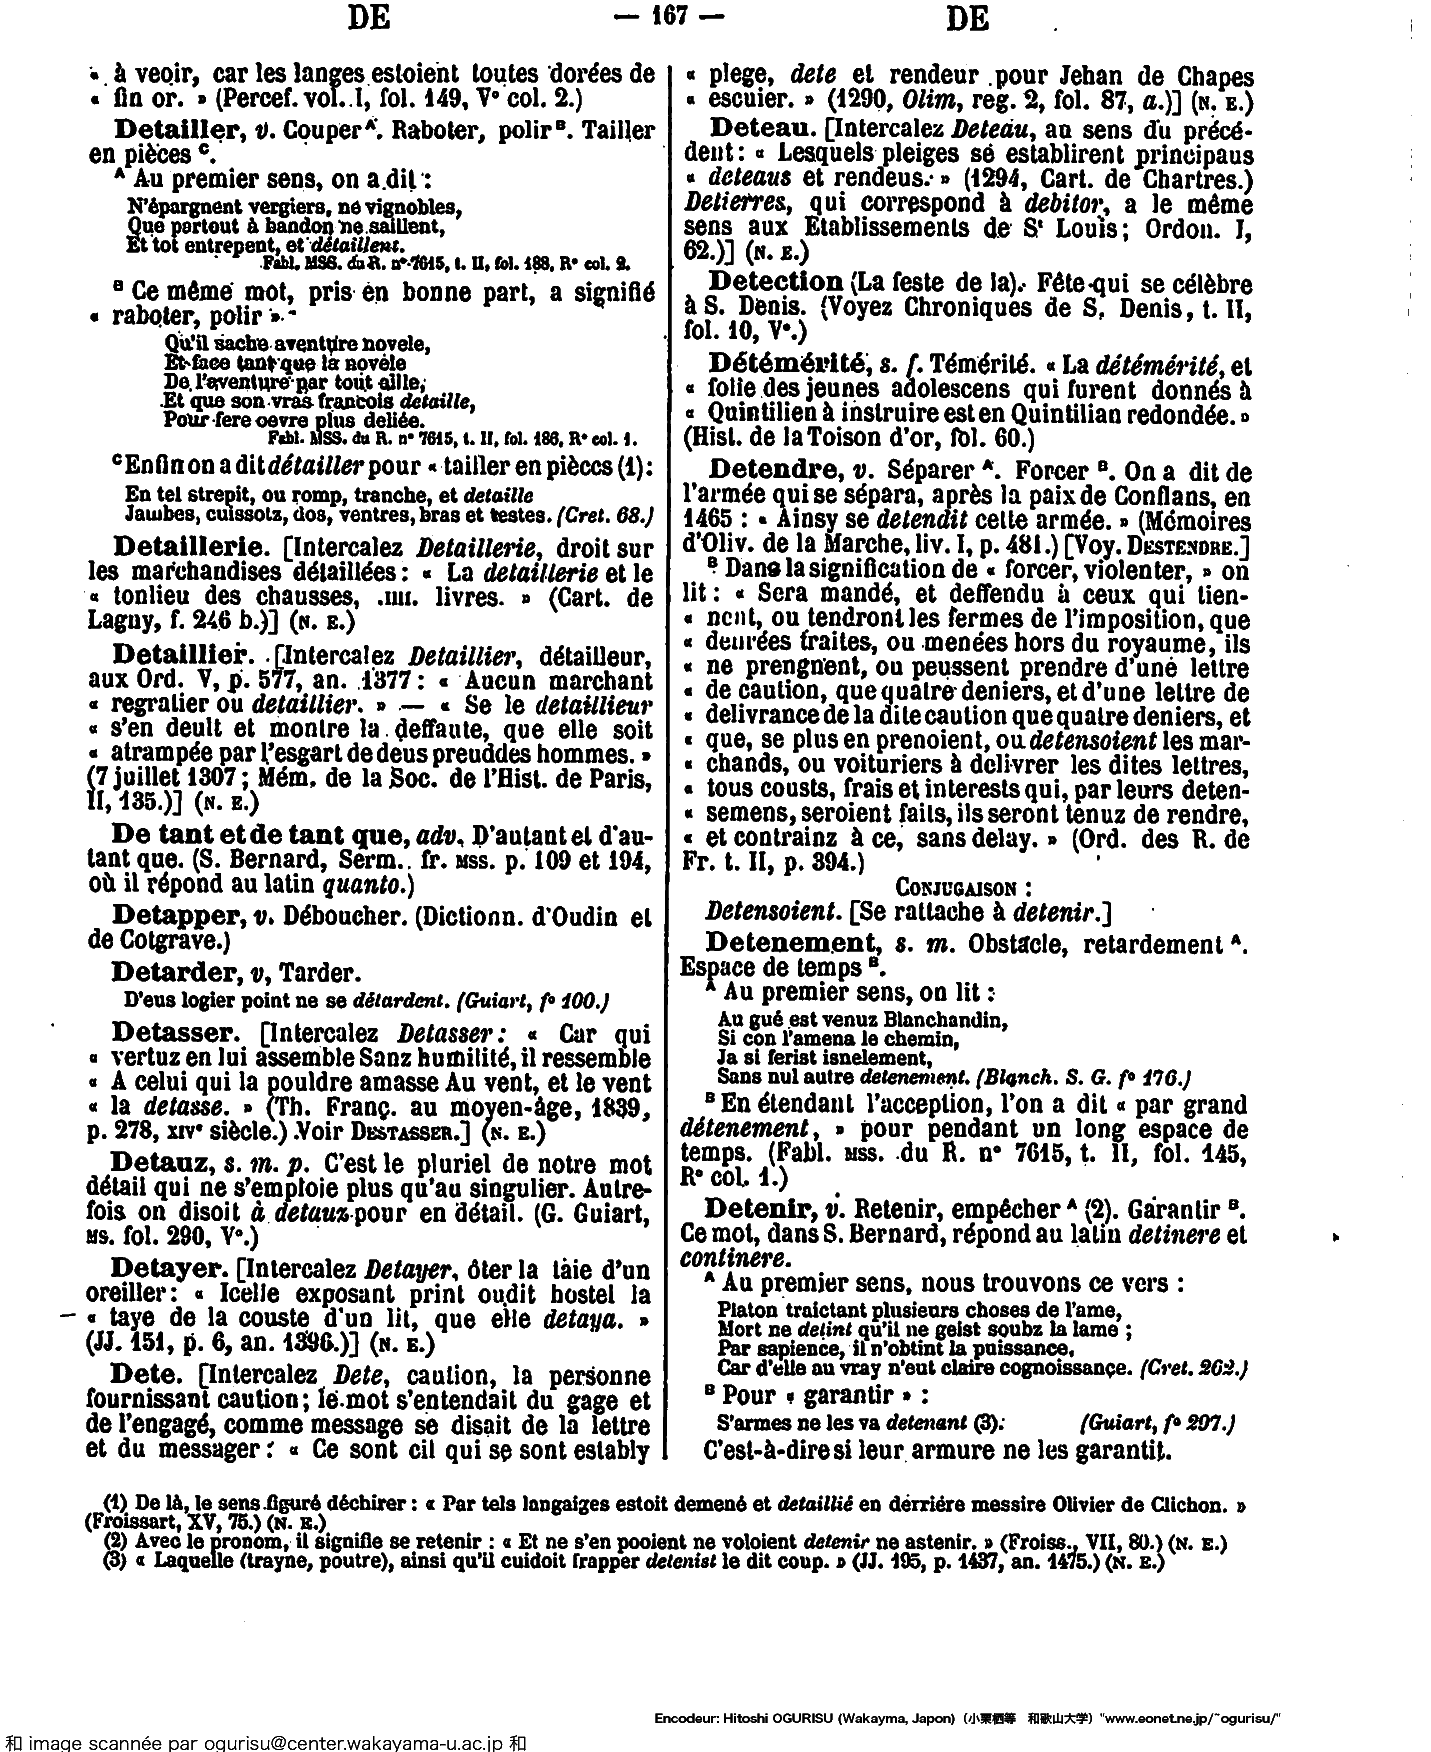 DE — 167 — DE
« à veoir, car les langes estoient toutes dorées de
« fin or. » (Percef. vol. I, fol. 149, V° col. 2.)
Detailler, v. Couper ᴬ. Raboter, polir ᴮ. Tailler
en pièces ᶜ.
ᴬ Au premier sens, on a dit :
N'épargnent vergiers, ne vignobles,
Que partout à bandon ne saillent,
Et tot entrepent, et détaillent.
Fabl. MSS. du R. n° 7615, t. II, fol. 188, R° col. 2.
ᴮ Ce même mot, pris en bonne part, a signifié
« raboter, polir ».
Qu'il sache aventure novele,
Et face tant que la novele
De l'aventure par tout aille,
Et que son vras francois detaille,
Pour fere oevre plus deliée.
Fabl. MSS. du R. n° 7615, t. II, fol. 186, R° col. 1.
ᶜ Enfin on a dit détailler pour « tailler en pièces (1) :
En tel strepit, ou romp, tranche, et detaille
Jambes, cuissotz, dos, ventres, bras et testes. (Cret. 68.)
Detaillerie. [Intercalez Detaillerie, droit sur
les marchandises détaillées : « La detaillerie et le
« tonlieu des chausses, .IIII. livres. » (Cart. de
Lagny, f. 246 b.)] (N. E.)
Detaillier. [Intercalez Detaillier, détailleur,
aux Ord. V, p. 577, an. 1377 : « Aucun marchant
« regratier ou detaillier. » — « Se le detaillieur
« s'en deult et montre la deffaute, que elle soit
« atrampée par l'esgart de deus preuddes hommes. »
(7 juillet 1307 ; Mém. de la Soc. de l'Hist. de Paris,
II, 135.)] (N. E.)
De tant et de tant que, adv. D'autant et d'au-
tant que. (S. Bernard, Serm. fr. MSS. p. 109 et 194,
où il répond au latin quanto.)
Detapper, v. Déboucher. (Dictionn. d'Oudin et
de Cotgrave.)
Detarder, v, Tarder.
D'eus logier point ne se détardent. (Guiart, f° 100.)
Detasser. [Intercalez Detasser : « Car qui
« vertuz en lui assemble Sanz humilité, il ressemble
« A celui qui la pouldre amasse Au vent, et le vent
« la detasse. » (Th. Franç. au moyen-âge, 1839,
p. 278, XIVᵉ siècle.) Voir DESTASSER.] (N. E.)
Detauz, s. m. p. C'est le pluriel de notre mot
détail qui ne s'emploie plus qu'au singulier. Autre-
fois on disoit à detauz pour en détail. (G. Guiart,
MS. fol. 290, V°.)
Detayer. [Intercalez Detayer, ôter la taie d'un
oreiller : « Icelle exposant print oudit hostel la
« taye de la couste d'un lit, que elle detaya. »
(JJ. 151, p. 6, an. 1396.)] (N. E.)
Dete. [Intercalez Dete, caution, la personne
fournissant caution ; le mot s'entendait du gage et
de l'engagé, comme message se disait de la lettre
et du messager : « Ce sont cil qui se sont estably
« plege, dete et rendeur pour Jehan de Chapes
« escuier. » (1290, Olim, reg. 2, fol. 87, a.)] (N. E.)
Deteau. [Intercalez Deteau, au sens du précé-
dent : « Lesquels pleiges se establirent principaus
« deteaus et rendeus. » (1294, Cart. de Chartres.)
Detierres, qui correspond à debitor, a le même
sens aux Etablissements de Sᵗ Louis ; Ordon. I,
62.)] (N. E.)
Detection (La feste de la). Fête qui se célèbre
à S. Denis. (Voyez Chroniques de S. Denis, t. II,
fol. 10, V°.)
Détémérité, s. f. Témérité. « La détémérité, et
« folie des jeunes adolescens qui furent donnés à
« Quintilien à instruire est en Quintilian redondée. »
(Hist. de la Toison d'or, fol. 60.)
Detendre, v. Séparer ᴬ. Forcer ᴮ. On a dit de
l'armée qui se sépara, après la paix de Conflans, en
1465 : « Ainsy se detendit cette armée. » (Mémoires
d'Oliv. de la Marche, liv. I, p. 481.) [Voy. DESTENDRE.]
ᴮ Dans la signification de « forcer, violenter, » on
lit : « Sera mandé, et deffendu à ceux qui tien-
« nent, ou tendront les fermes de l'imposition, que
« denrées traites, ou menées hors du royaume, ils
« ne prengnent, ou peussent prendre d'une lettre
« de caution, que quatre deniers, et d'une lettre de
« delivrance de la dite caution que quatre deniers, et
« que, se plus en prenoient, ou detensoient les mar-
« chands, ou voituriers à delivrer les dites lettres,
« tous cousts, frais et interests qui, par leurs deten-
« semens, seroient faits, ils seront tenuz de rendre,
« et contrainz à ce, sans delay. » (Ord. des R. de
Fr. t. II, p. 394.)
CONJUGAISON :
Detensoient. [Se rattache à detenir.]
Detenement, s. m. Obstacle, retardement ᴬ.
Espace de temps ᴮ.
ᴬ Au premier sens, on lit :
Au gué est venuz Blanchandin,
Si con l'amena le chemin,
Ja si ferist isnelement,
Sans nul autre detenement. (Blanch. S. G. f° 176.)
ᴮ En étendant l'acception, l'on a dit « par grand
détenement, » pour pendant un long espace de
temps. (Fabl. MSS. du R. n° 7615, t. II, fol. 145,
R° col. 1.)
Detenir, v. Retenir, empêcher ᴬ (2). Garantir ᴮ.
Ce mot, dans S. Bernard, répond au latin detinere et
continere.
ᴬ Au premier sens, nous trouvons ce vers :
Platon traictant plusieurs choses de l'ame,
Mort ne detint qu'il ne geist soubz la lame ;
Par sapience, il n'obtint la puissance,
Car d'elle au vray n'eut claire cognoissance. (Cret. 262.)
ᴮ Pour « garantir » :
S'armes ne les va detenant (3). (Guiart, f° 297.)
C'est-à-dire si leur armure ne les garantit.
(1) De là, le sens figuré déchirer : « Par tels langaiges estoit demené et detaillié en derrière messire Olivier de Clichon. »
(Froissart, XV, 75.) (N. E.)
(2) Avec le pronom, il signifie se retenir : « Et ne s'en pooient ne voloient detenir ne astenir. » (Froiss., VII, 80.) (N. E.)
(3) « Laquelle (trayne, poutre), ainsi qu'il cuidoit frapper detenist le dit coup. » (JJ. 195, p. 1437, an. 1475.) (N. E.)
Encodeur: Hitoshi OGURISU (Wakayma, Japon) (小栗栖等 和歌山大学) "www.eonet.ne.jp/~ogurisu/"
和 image scannée par ogurisu@center.wakayama-u.ac.jp 和